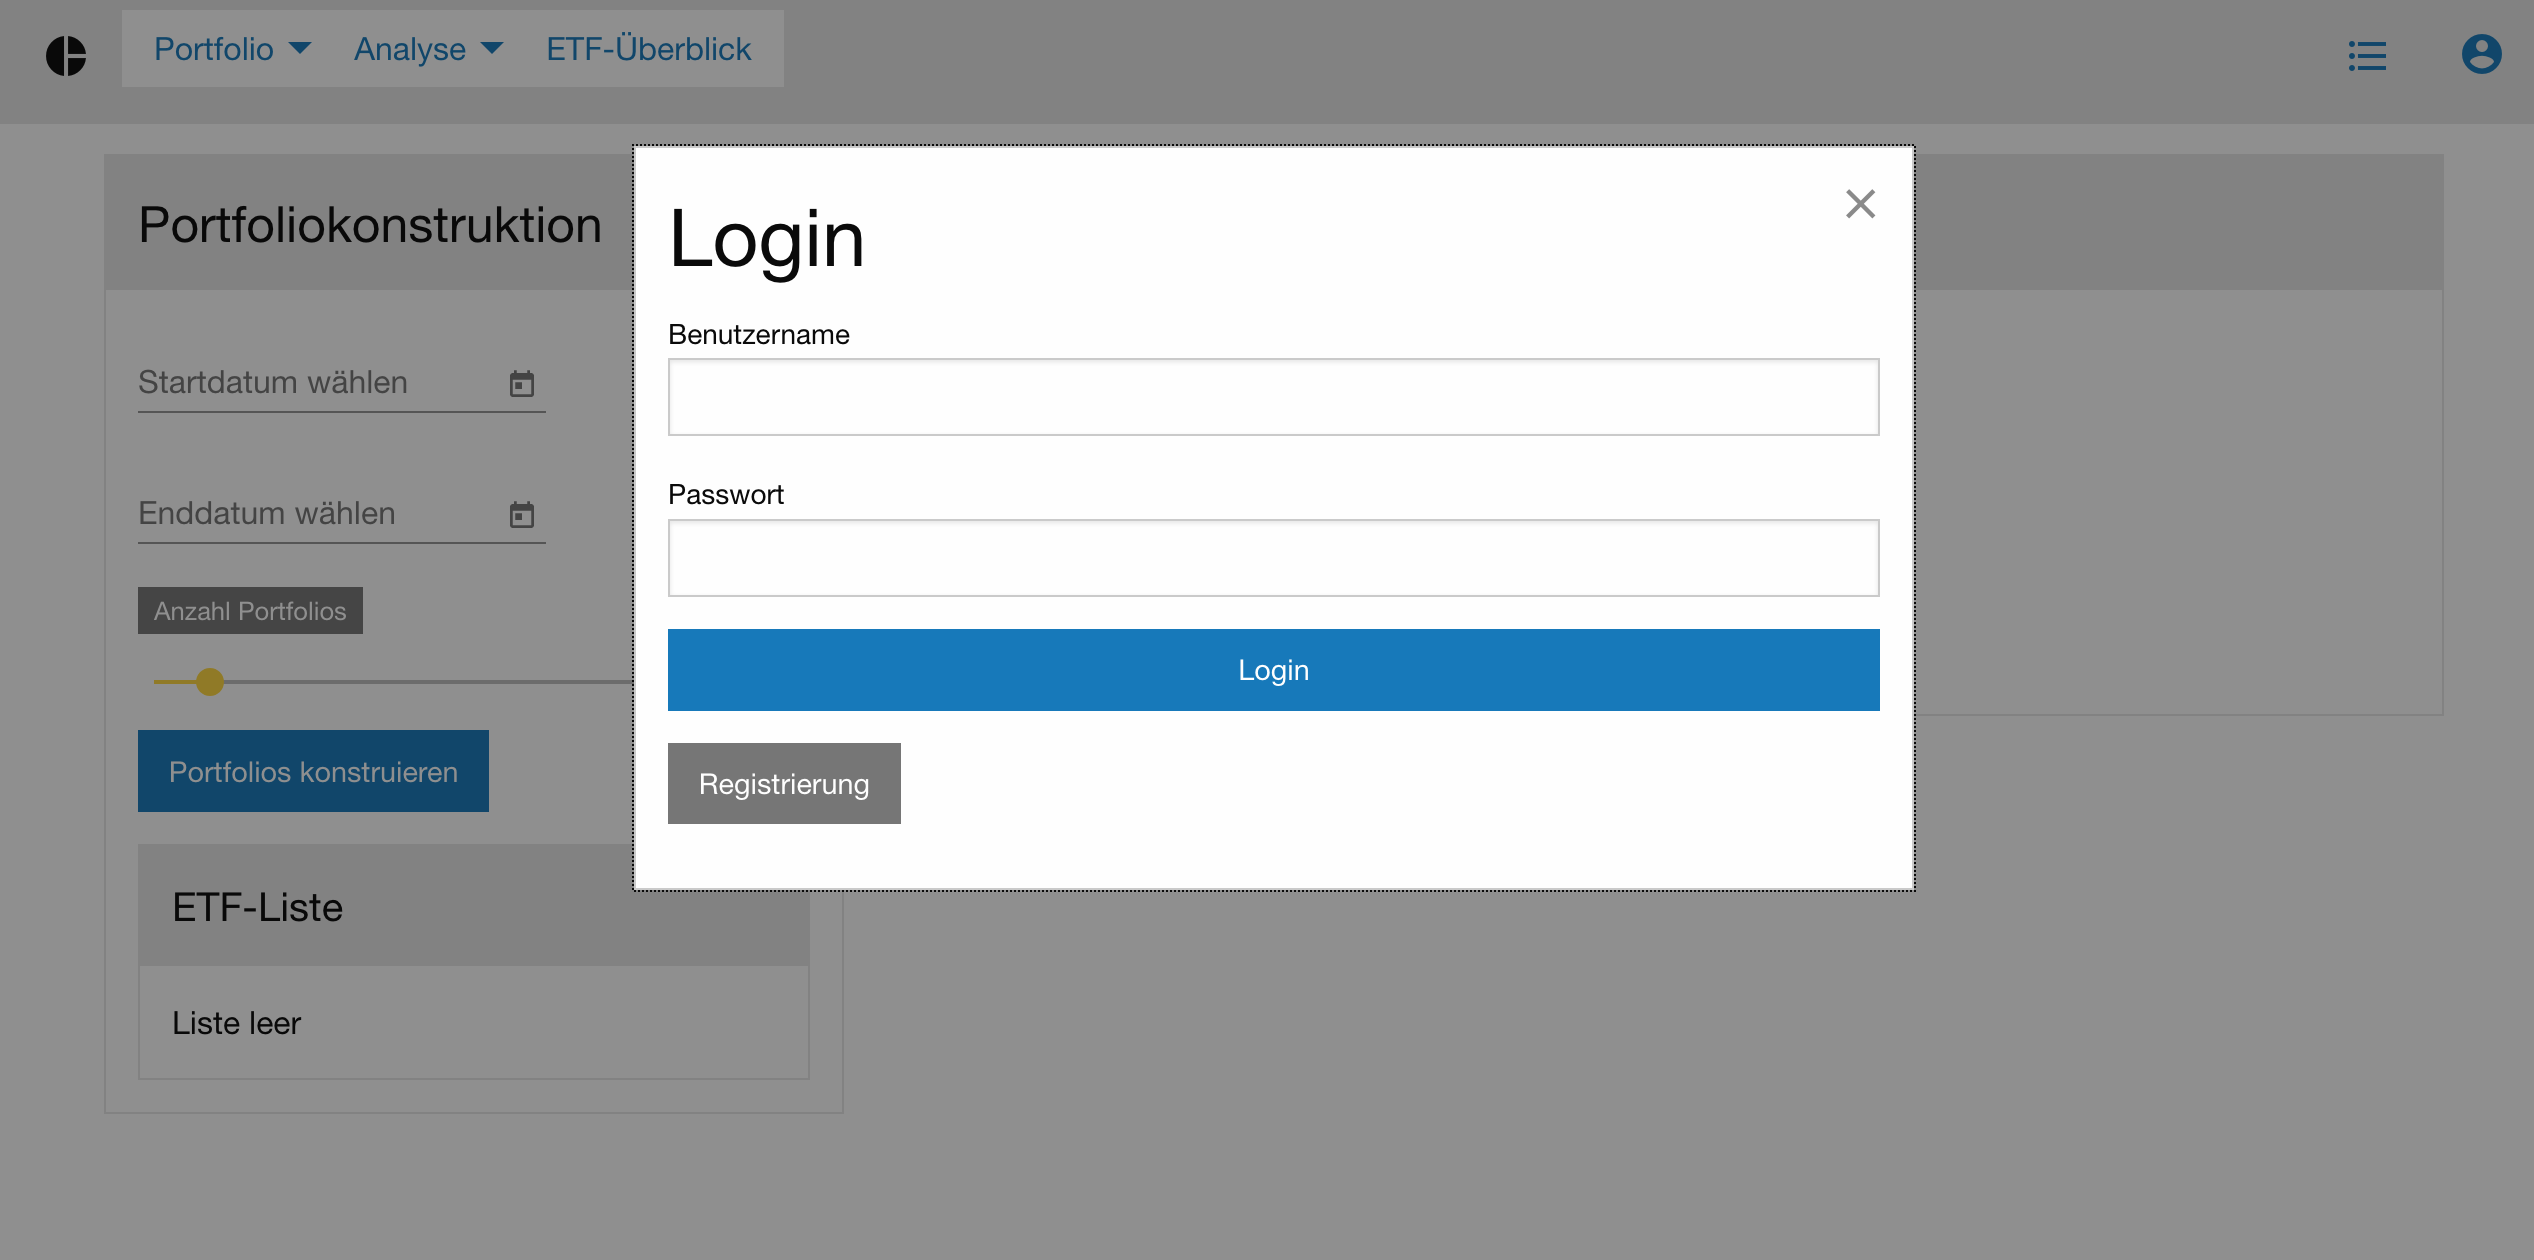 Portfolio Analyse ETF-Überblick
Portfoliokonstruktion
Startdatum wählen
Enddatum wählen
Anzahl Portfolios
Portfolios konstruieren
ETF-Liste
Liste leer
Login
Benutzername
Passwort
Login
Registrierung